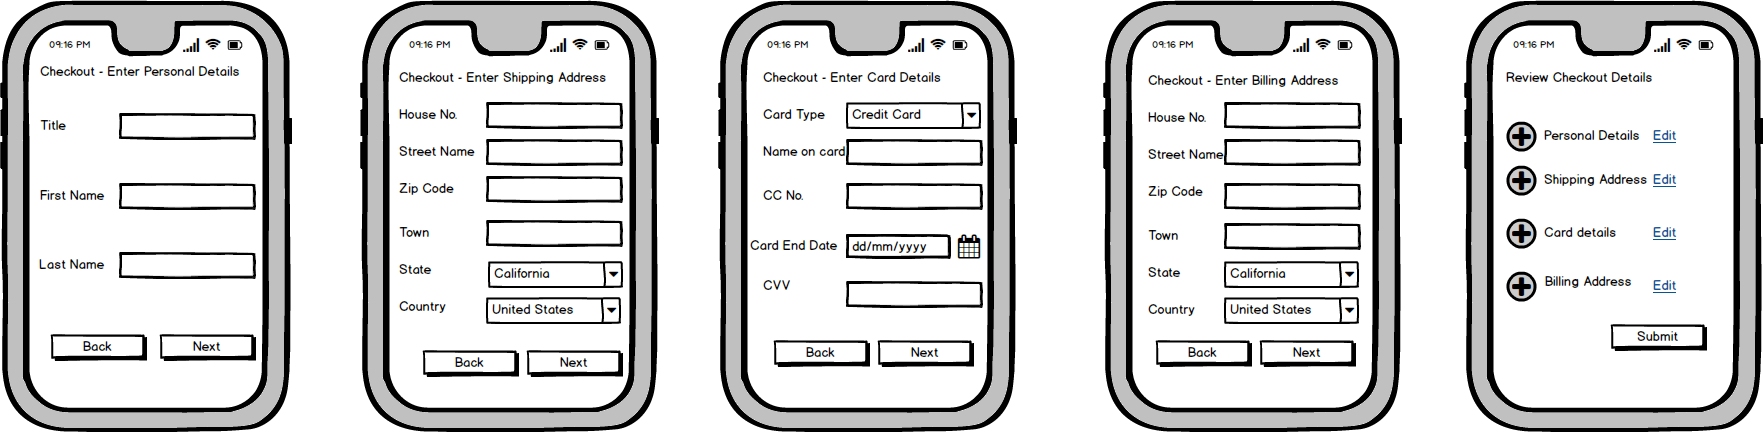 09:16 PM
Checkout - Enter Personal Details
Title
First Name
Last Name
Back Next
09:16 PM
Checkout - Enter Shipping Address
House No.
Street Name
Zip Code
Town
State California
Country United States
Back Next
09:16 PM
Checkout - Enter Card Details
Card Type Credit Card
Name on card
CC No.
Card End Date dd/mm/yyyy
CVV
Back Next
09:16 PM
Checkout - Enter Billing Address
House No.
Street Name
Zip Code
Town
State California
Country United States
Back Next
09:16 PM
Review Checkout Details
Personal Details Edit
Shipping Address Edit
Card details Edit
Billing Address Edit
Submit